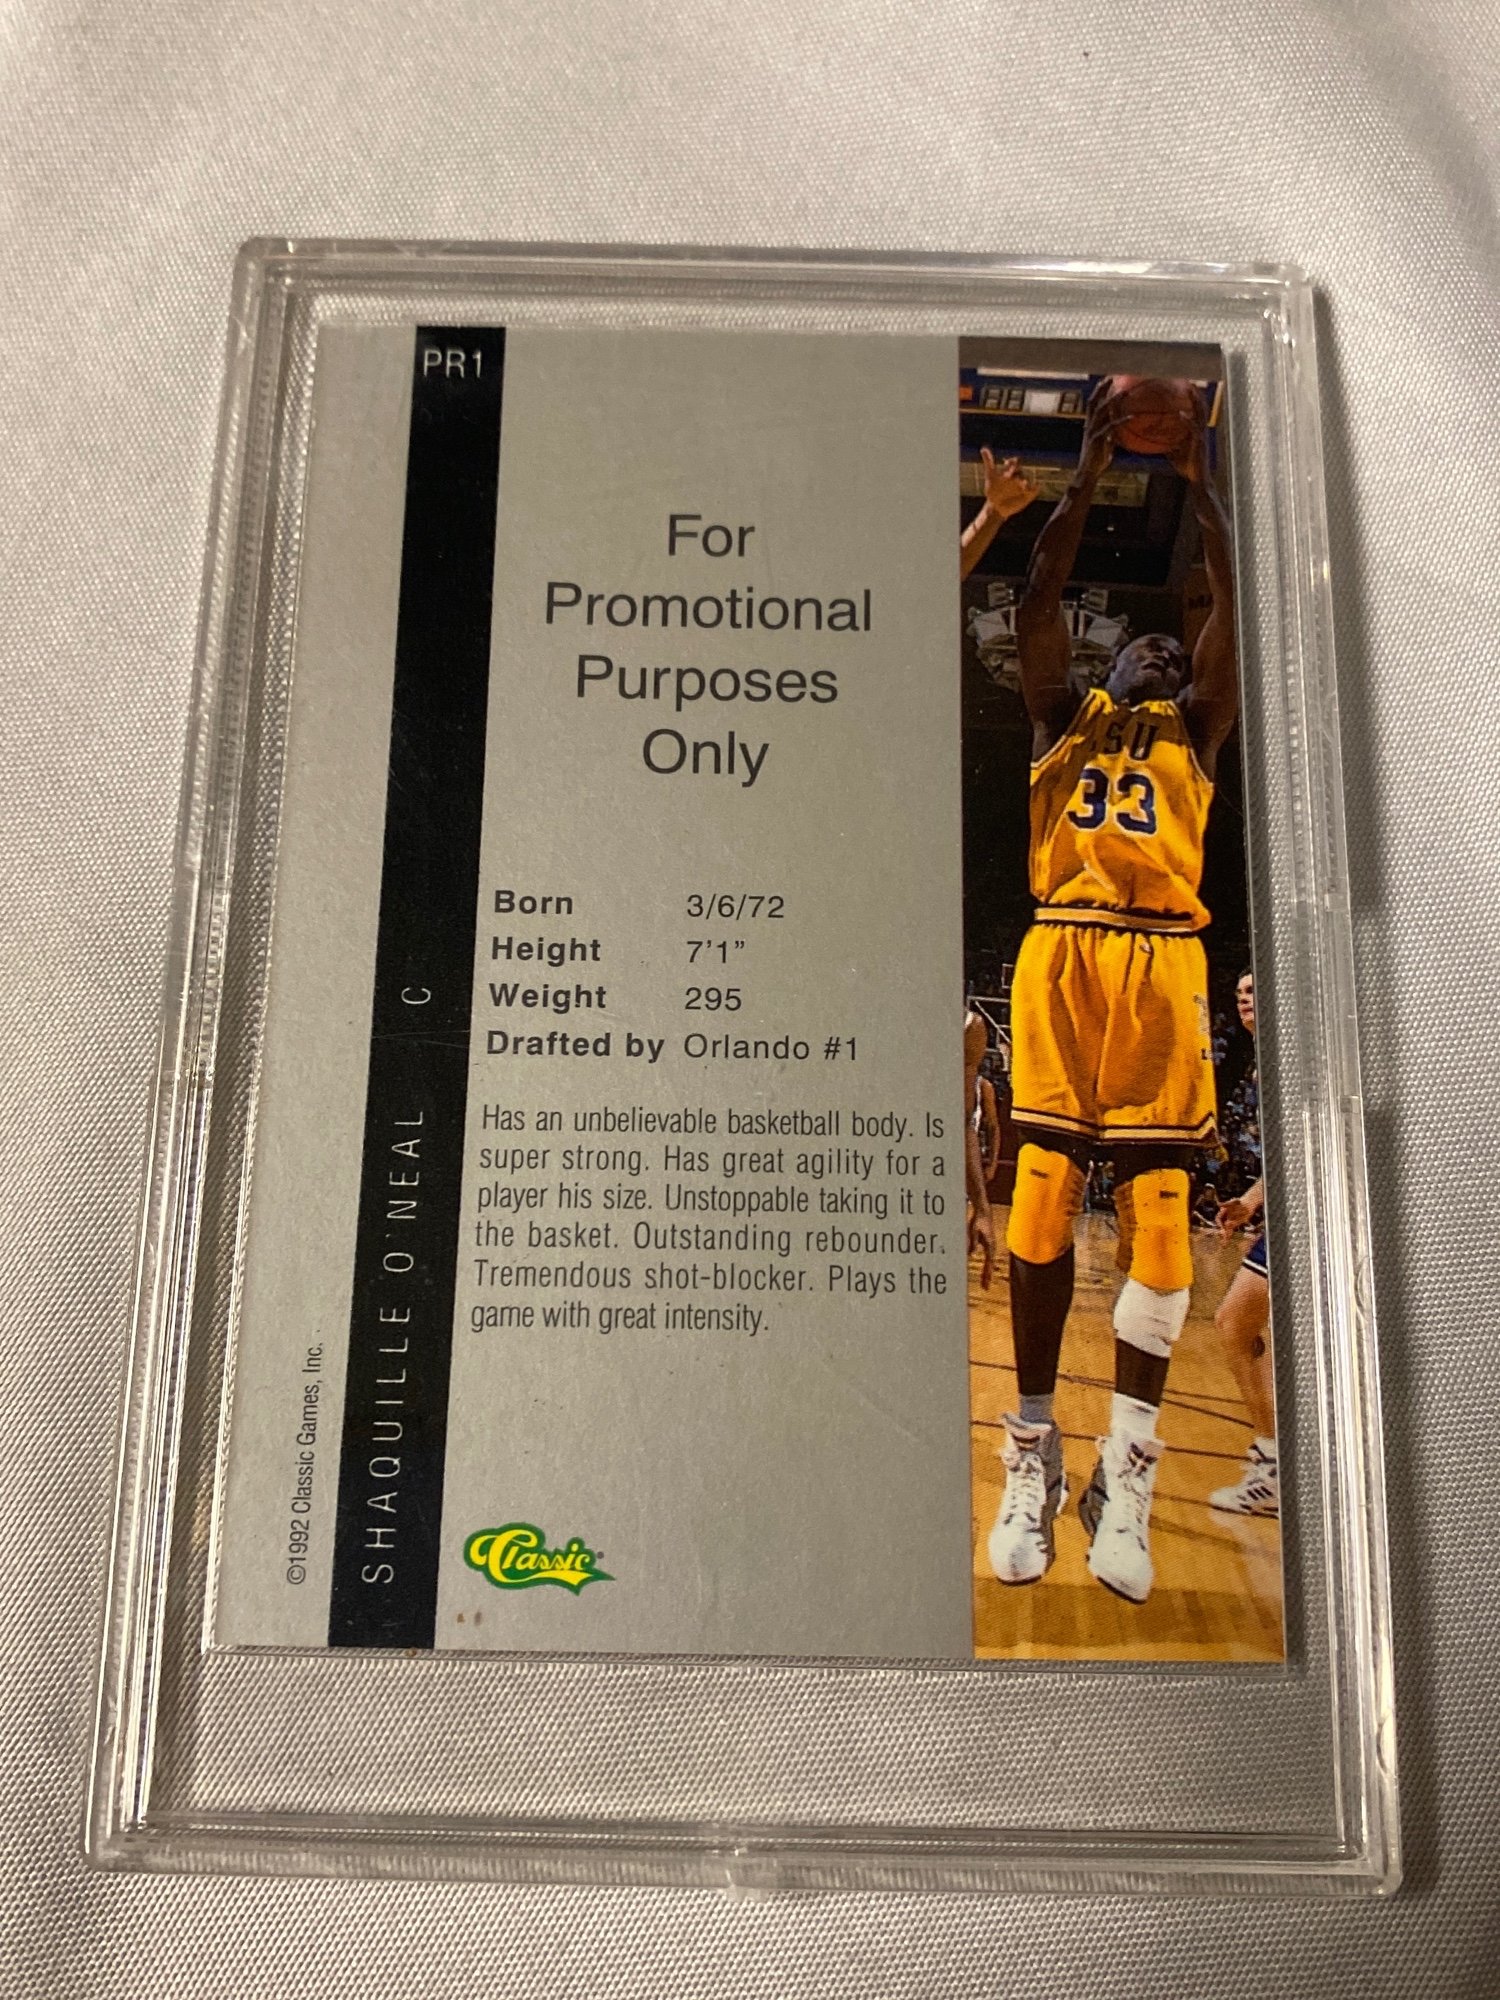 PR1
For
Promotional
Purposes
Only
Born 3/6/72
Height 7'1"
Weight 295
Drafted by Orlando #1
Has an unbelievable basketball body. Is
super strong. Has great agility for a
player his size. Unstoppable taking it to
the basket. Outstanding rebounder.
Tremendous shot-blocker. Plays the
game with great intensity.
SHAQUILLE O'NEAL C
©1992 Classic Games, Inc.
Classic
LSU
33